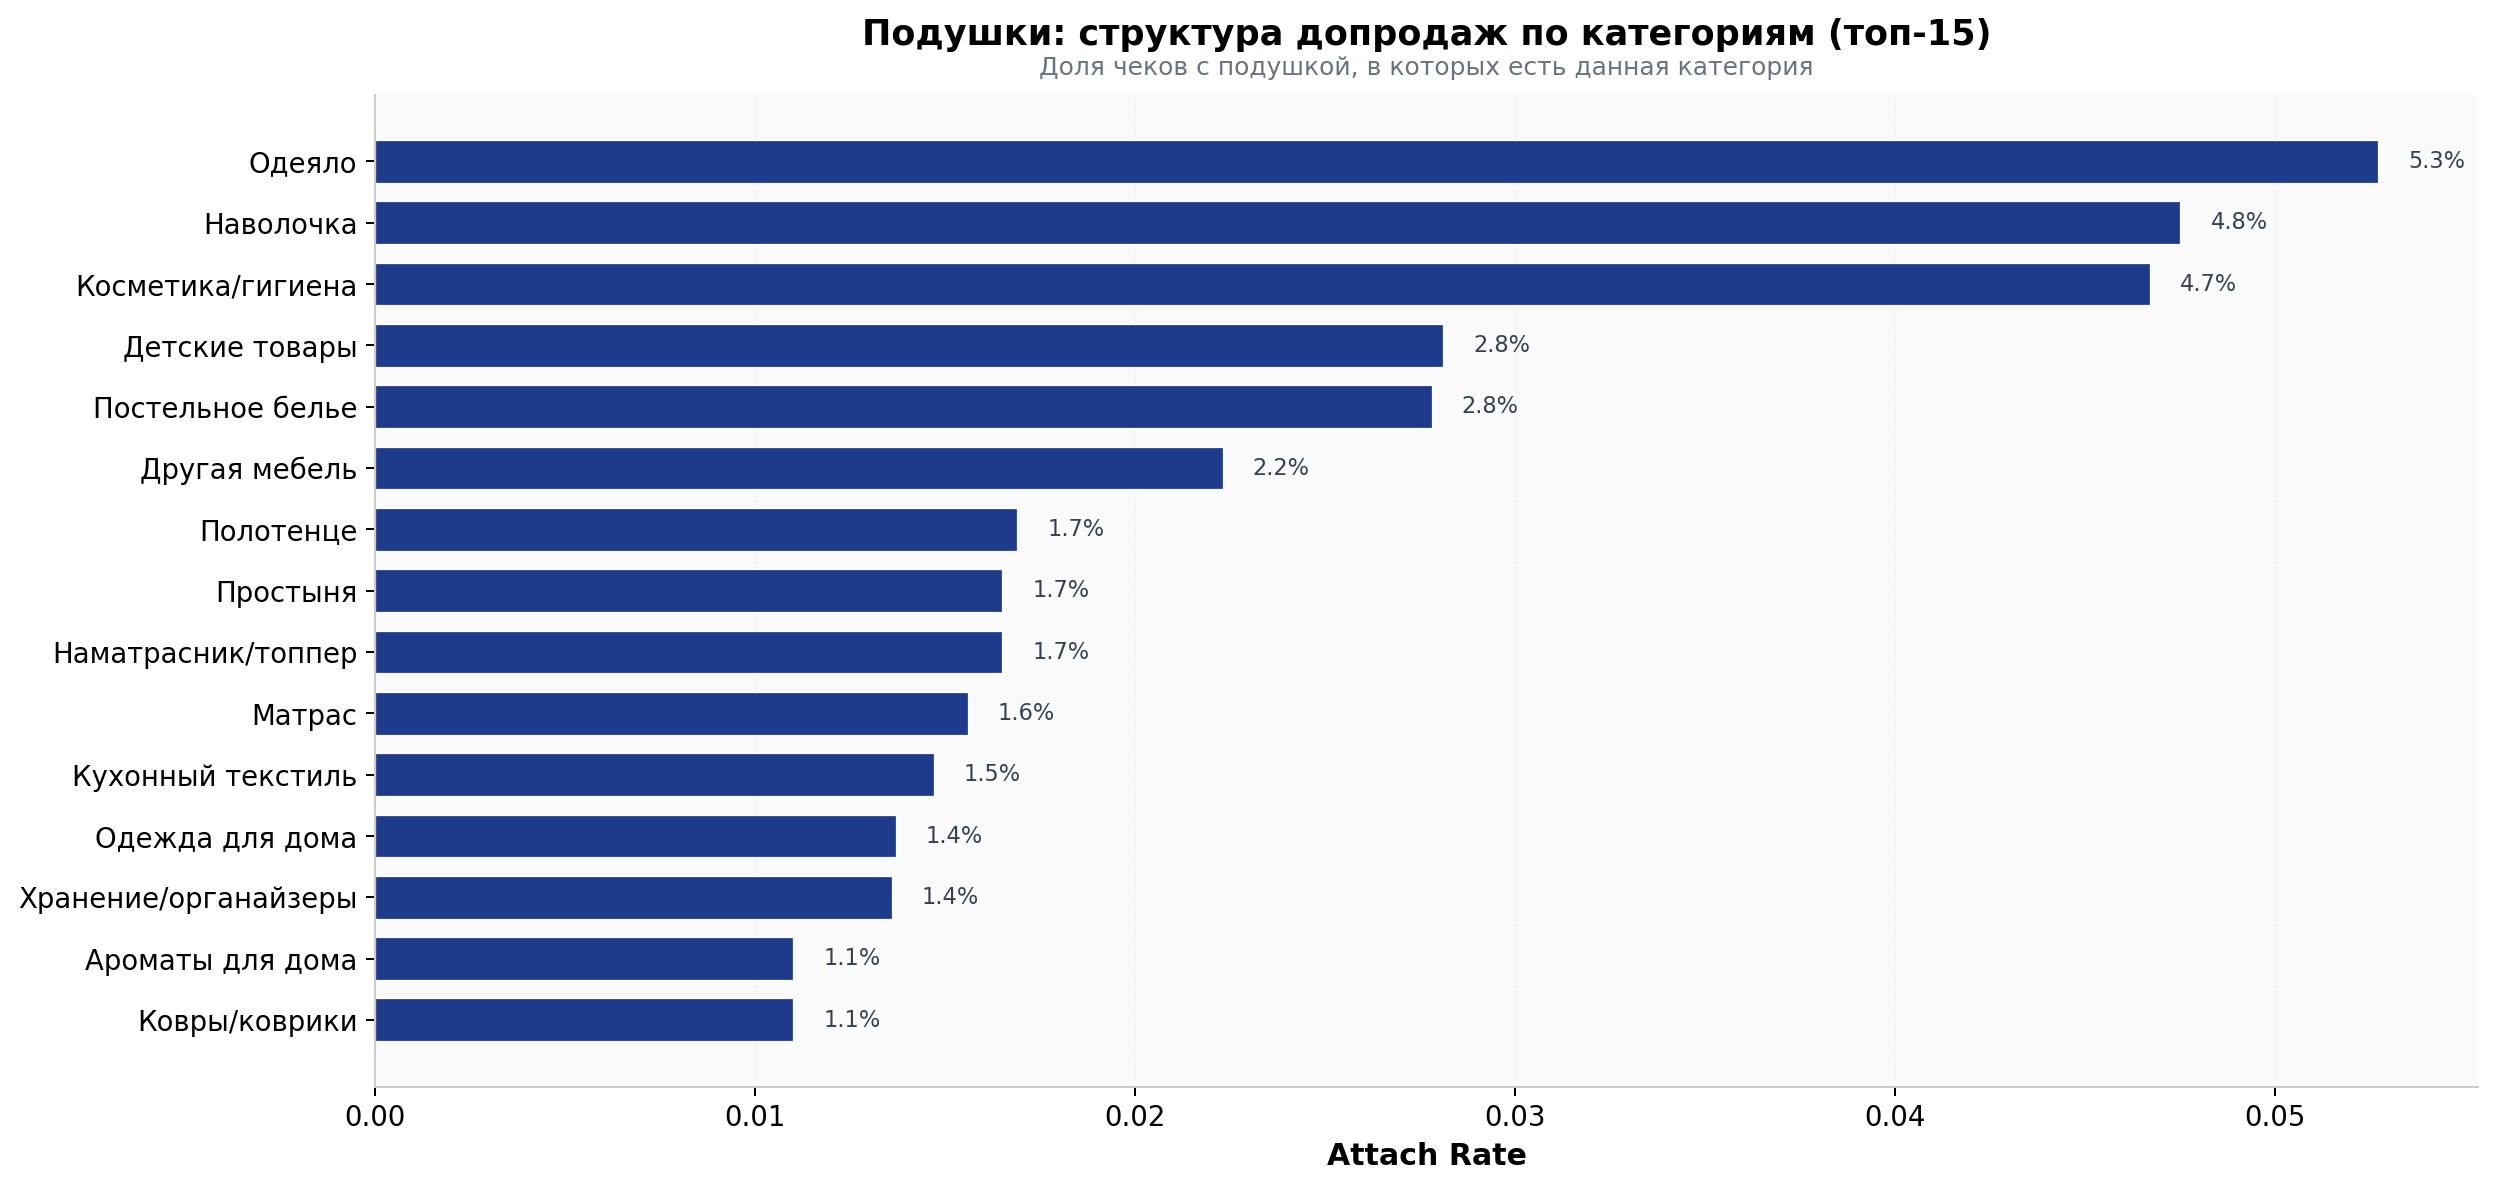 Подушки: структура допродаж по категориям (топ-15)
Доля чеков с подушкой, в которых есть данная категория
Одеяло 5.3%
Наволочка 4.8%
Косметика/гигиена 4.7%
Детские товары 2.8%
Постельное белье 2.8%
Другая мебель 2.2%
Полотенце 1.7%
Простыня 1.7%
Наматрасник/топпер 1.7%
Матрас 1.6%
Кухонный текстиль 1.5%
Одежда для дома 1.4%
Хранение/органайзеры 1.4%
Ароматы для дома 1.1%
Ковры/коврики 1.1%
0.00 0.01 0.02 0.03 0.04 0.05
Attach Rate